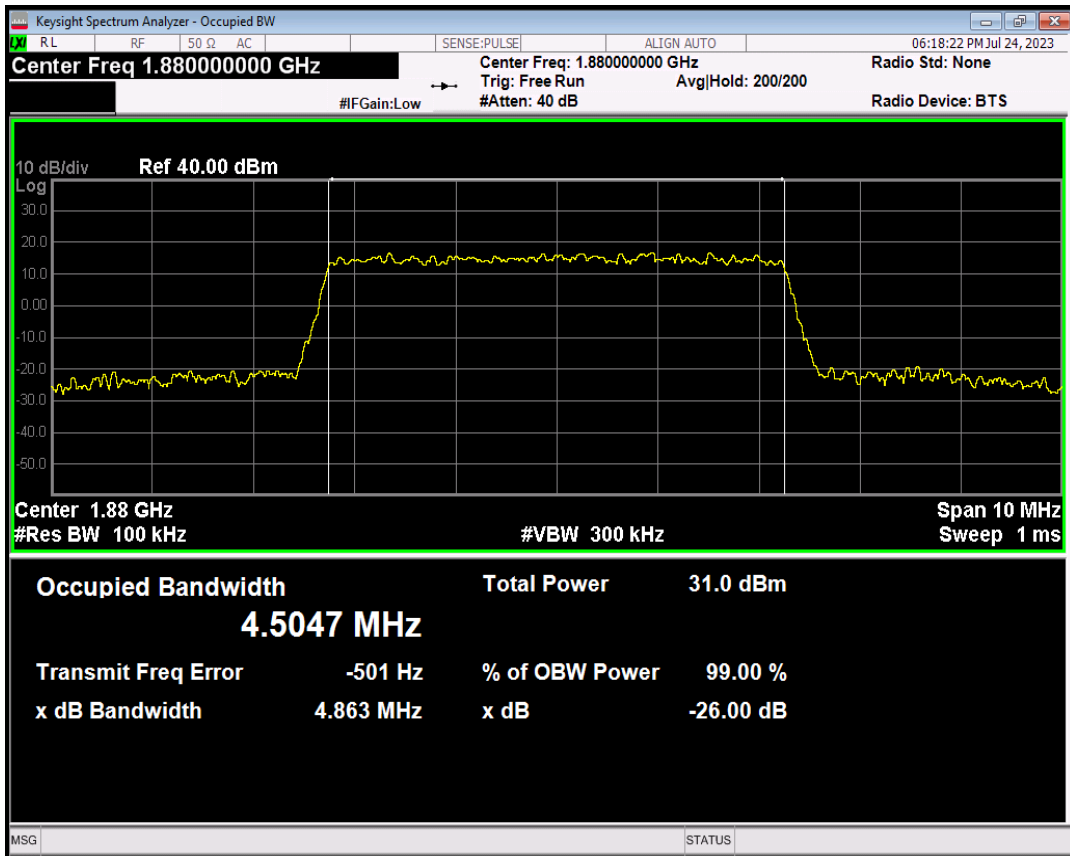 Keysight Spectrum Analyzer - Occupied BW
LXI RL RF 50 Ω AC SENSE:PULSE ALIGN AUTO 06:18:22 PM Jul 24, 2023
Center Freq 1.880000000 GHz Center Freq: 1.880000000 GHz Radio Std: None
Trig: Free Run Avg|Hold: 200/200
#IFGain:Low #Atten: 40 dB Radio Device: BTS
10 dB/div Ref 40.00 dBm
Log
30.0
20.0
10.0
0.00
-10.0
-20.0
-30.0
-40.0
-50.0
Center 1.88 GHz Span 10 MHz
#Res BW 100 kHz #VBW 300 kHz Sweep 1 ms
Occupied Bandwidth Total Power 31.0 dBm
4.5047 MHz
Transmit Freq Error -501 Hz % of OBW Power 99.00 %
x dB Bandwidth 4.863 MHz x dB -26.00 dB
MSG STATUS